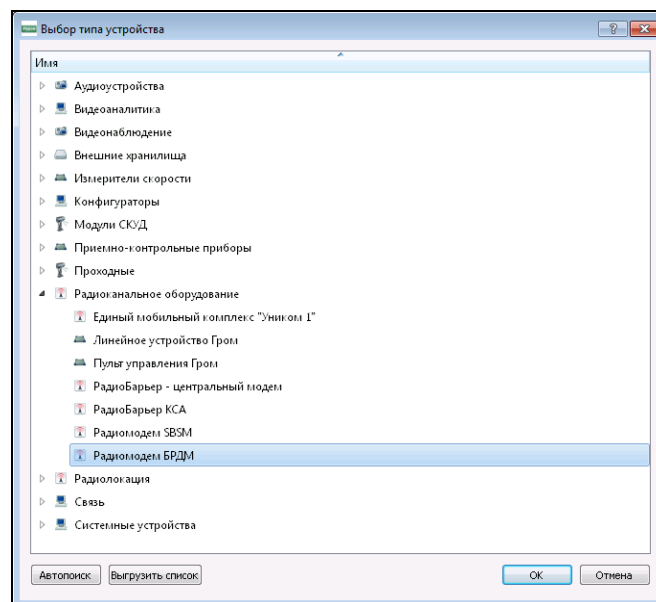 Выбор типа устройства
Имя
Аудиоустройства
Видеоаналитика
Видеонаблюдение
Внешние хранилища
Измерители скорости
Конфигураторы
Модули СКУД
Приемно-контрольные приборы
Проходные
Радиоканальное оборудование
Единый мобильный комплекс "Уником 1"
Линейное устройство Гром
Пульт управления Гром
РадиоБарьер - центральный модем
РадиоБарьер КСА
Радиомодем SBSM
Радиомодем БРДМ
Радиолокация
Связь
Системные устройства
Автопоиск Выгрузить список ОК Отмена